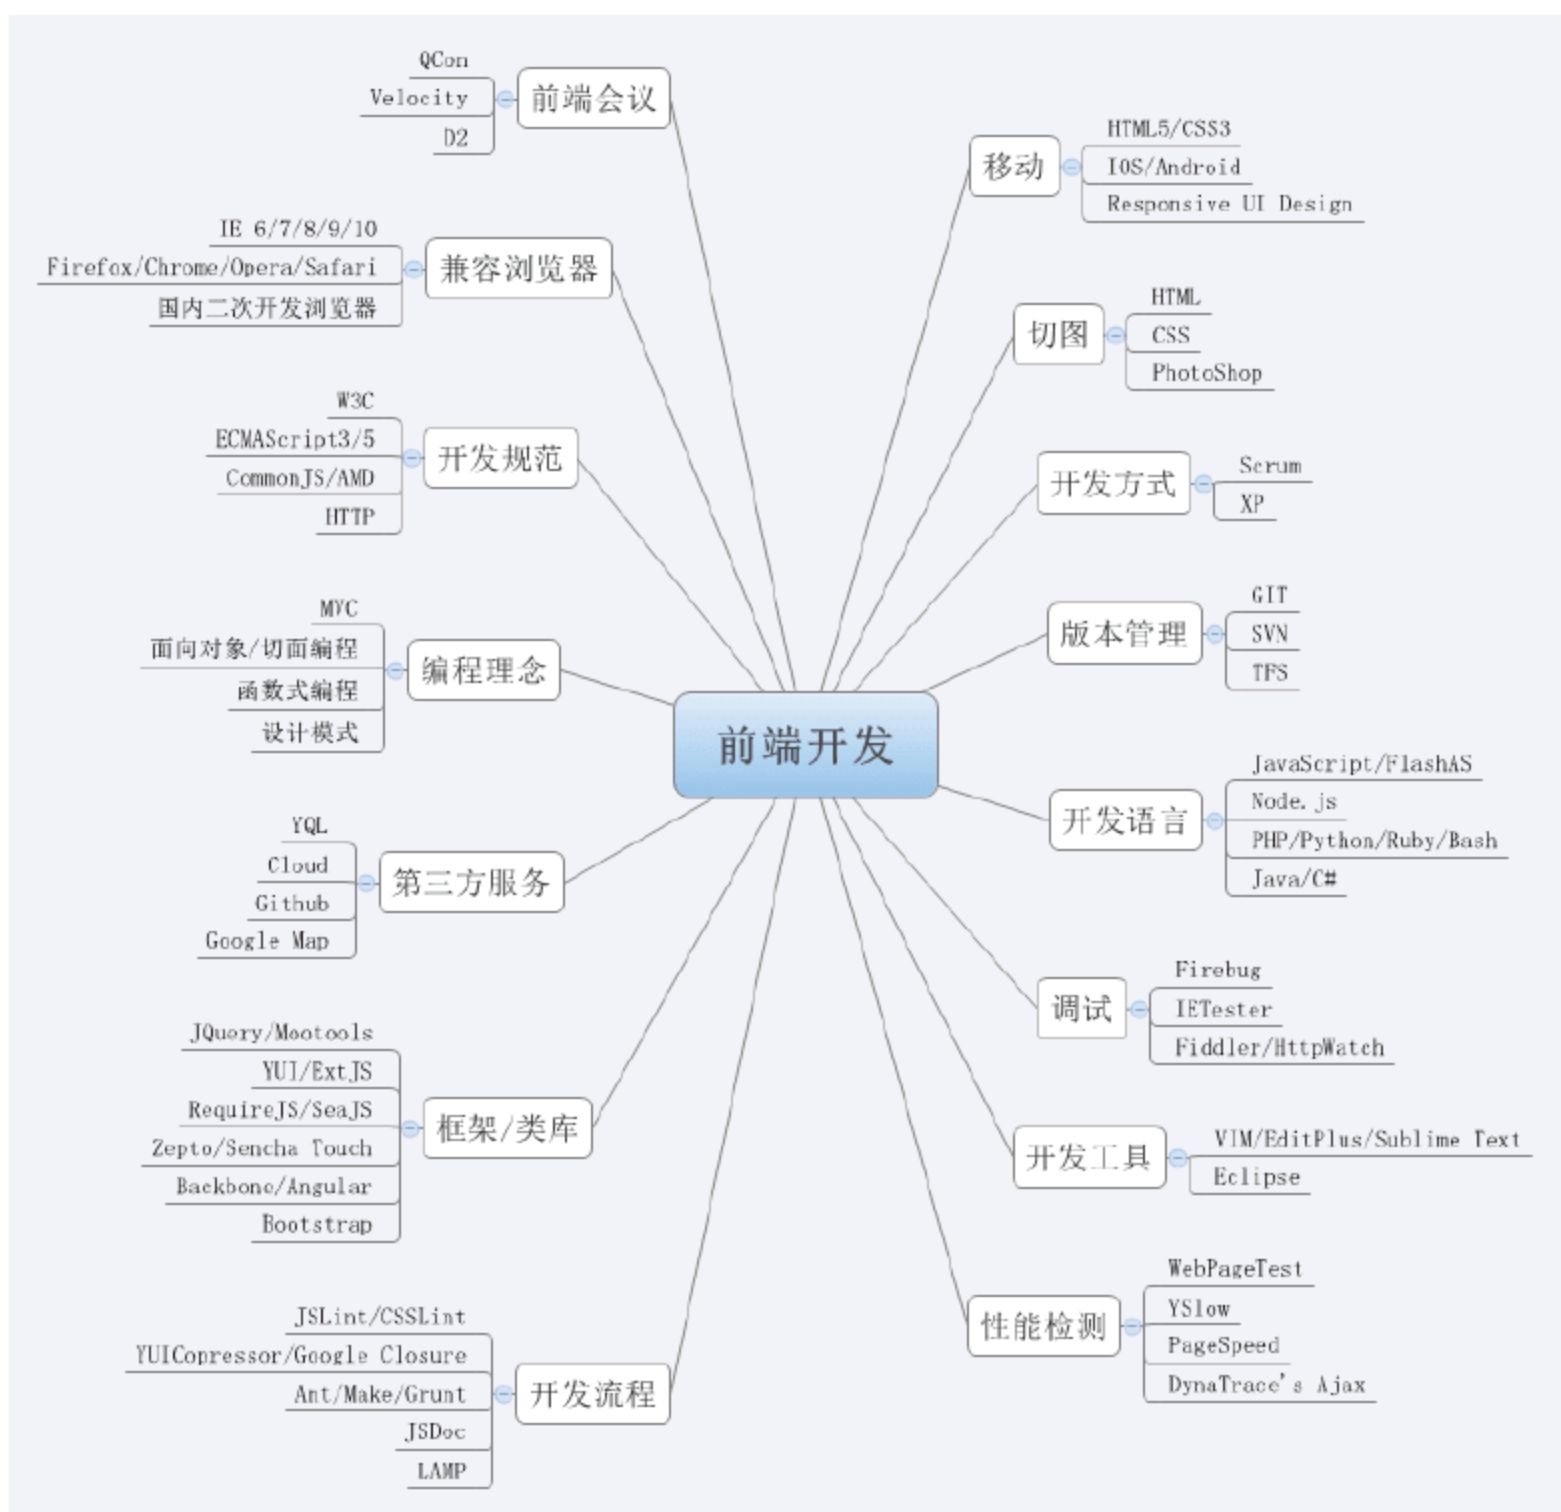 前端开发
前端会议
QCon
Velocity
D2
兼容浏览器
IE 6/7/8/9/10
Firefox/Chrome/Opera/Safari
国内二次开发浏览器
开发规范
W3C
ECMAScript3/5
CommonJS/AMD
HTTP
编程理念
MVC
面向对象/切面编程
函数式编程
设计模式
第三方服务
YQL
Cloud
Github
Google Map
框架/类库
JQuery/Mootools
YUI/ExtJS
RequireJS/SeaJS
Zepto/Sencha Touch
Backbone/Angular
Bootstrap
开发流程
JSLint/CSSLint
YUICopressor/Google Closure
Ant/Make/Grunt
JSDoc
LAMP
移动
HTML5/CSS3
IOS/Android
Responsive UI Design
切图
HTML
CSS
PhotoShop
开发方式
Scrum
XP
版本管理
GIT
SVN
TFS
开发语言
JavaScript/FlashAS
Node.js
PHP/Python/Ruby/Bash
Java/C#
调试
Firebug
IETester
Fiddler/HttpWatch
开发工具
VIM/EditPlus/Sublime Text
Eclipse
性能检测
WebPageTest
YSlow
PageSpeed
DynaTrace's Ajax